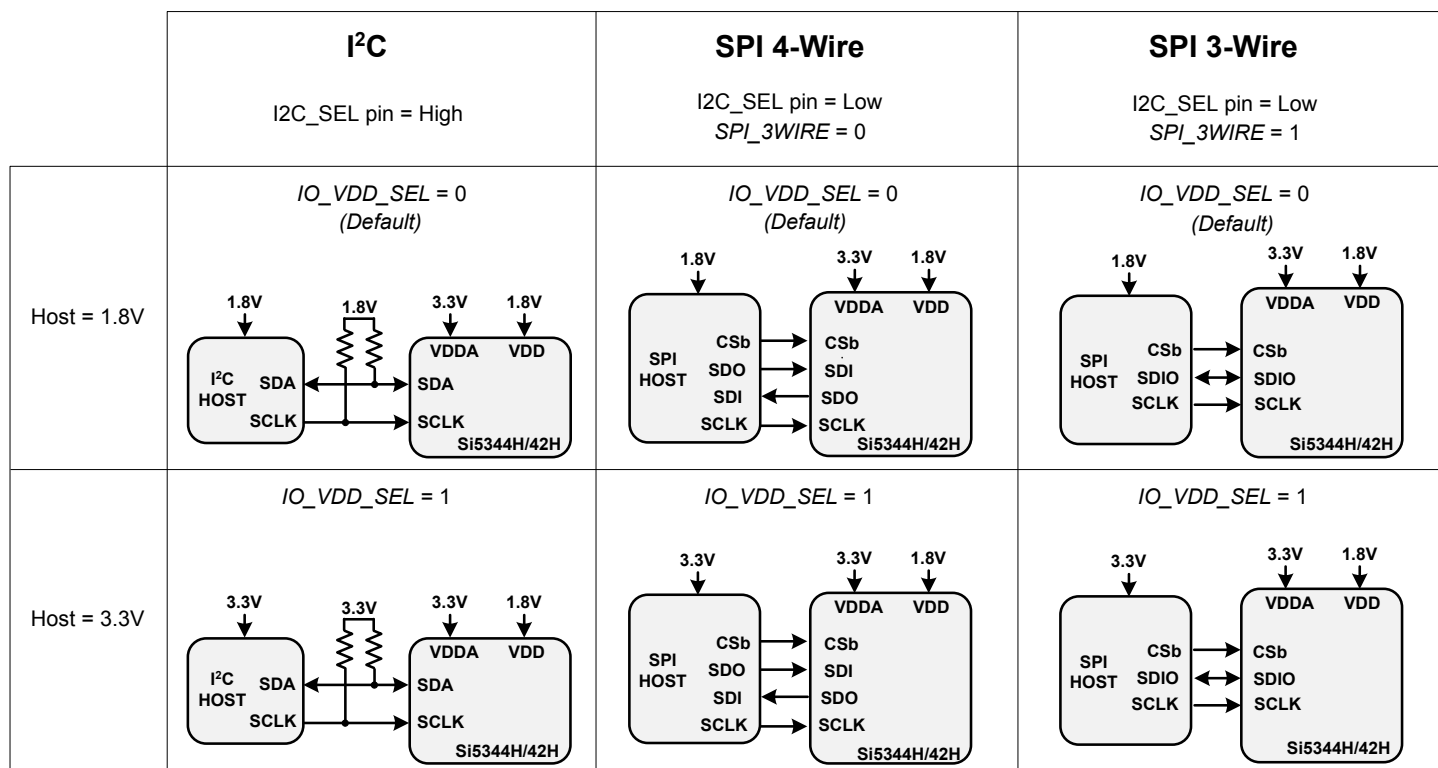 I²C
I2C_SEL pin = High
SPI 4-Wire
I2C_SEL pin = Low
SPI_3WIRE = 0
SPI 3-Wire
I2C_SEL pin = Low
SPI_3WIRE = 1
Host = 1.8V
IO_VDD_SEL = 0
(Default)
1.8V 1.8V 3.3V 1.8V
VDDA VDD
I²C
HOST
SDA SDA
SCLK SCLK
Si5344H/42H
IO_VDD_SEL = 0
(Default)
1.8V 3.3V 1.8V
VDDA VDD
SPI
HOST
CSb CSb
SDO SDI
SDI SDO
SCLK SCLK
Si5344H/42H
IO_VDD_SEL = 0
(Default)
1.8V 3.3V 1.8V
VDDA VDD
SPI
HOST
CSb CSb
SDIO SDIO
SCLK SCLK
Si5344H/42H
Host = 3.3V
IO_VDD_SEL = 1
3.3V 3.3V 3.3V 1.8V
VDDA VDD
I²C
HOST
SDA SDA
SCLK SCLK
Si5344H/42H
IO_VDD_SEL = 1
3.3V 3.3V 1.8V
VDDA VDD
SPI
HOST
CSb CSb
SDO SDI
SDI SDO
SCLK SCLK
Si5344H/42H
IO_VDD_SEL = 1
3.3V 3.3V 1.8V
VDDA VDD
SPI
HOST
CSb CSb
SDIO SDIO
SCLK SCLK
Si5344H/42H